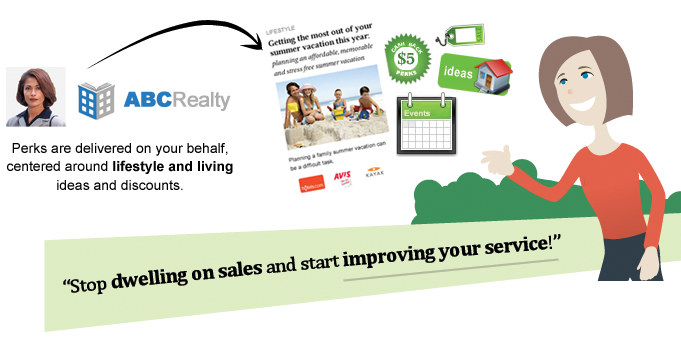 LIFESTYLE
Getting the most out of your
summer vacation this year:
planning an affordable, memorable
and stress free summer vacation
CASH BACK
$5
PERKS
ideas
Events
ABCRealty
Perks are delivered on your behalf,
centered around lifestyle and living
ideas and discounts.
Planning a family summer vacation can
be a difficult task.
AVIS
KAYAK
“Stop dwelling on sales and start improving your service!”